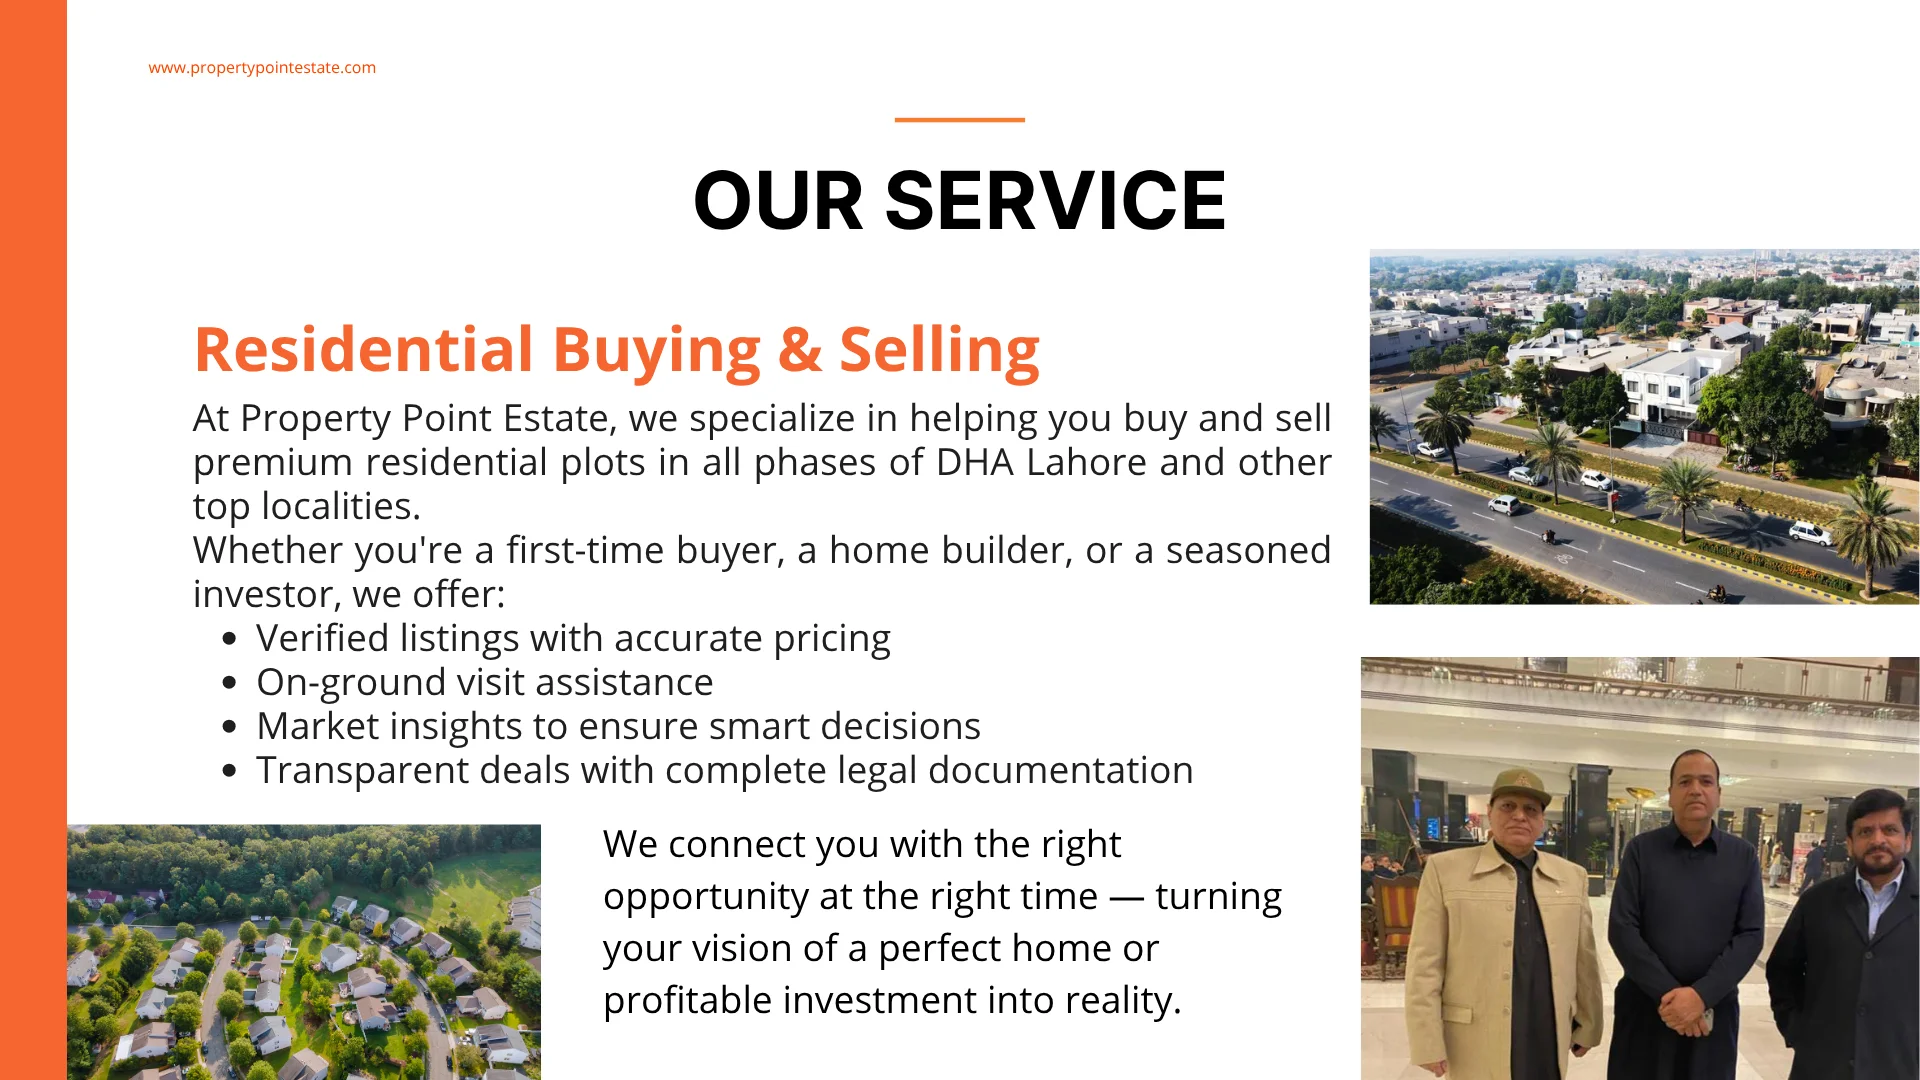 www.propertypointestate.com
OUR SERVICE
Residential Buying & Selling
At Property Point Estate, we specialize in helping you buy and sell
premium residential plots in all phases of DHA Lahore and other
top localities.
Whether you're a first-time buyer, a home builder, or a seasoned
investor, we offer:
• Verified listings with accurate pricing
• On-ground visit assistance
• Market insights to ensure smart decisions
• Transparent deals with complete legal documentation
We connect you with the right
opportunity at the right time — turning
your vision of a perfect home or
profitable investment into reality.